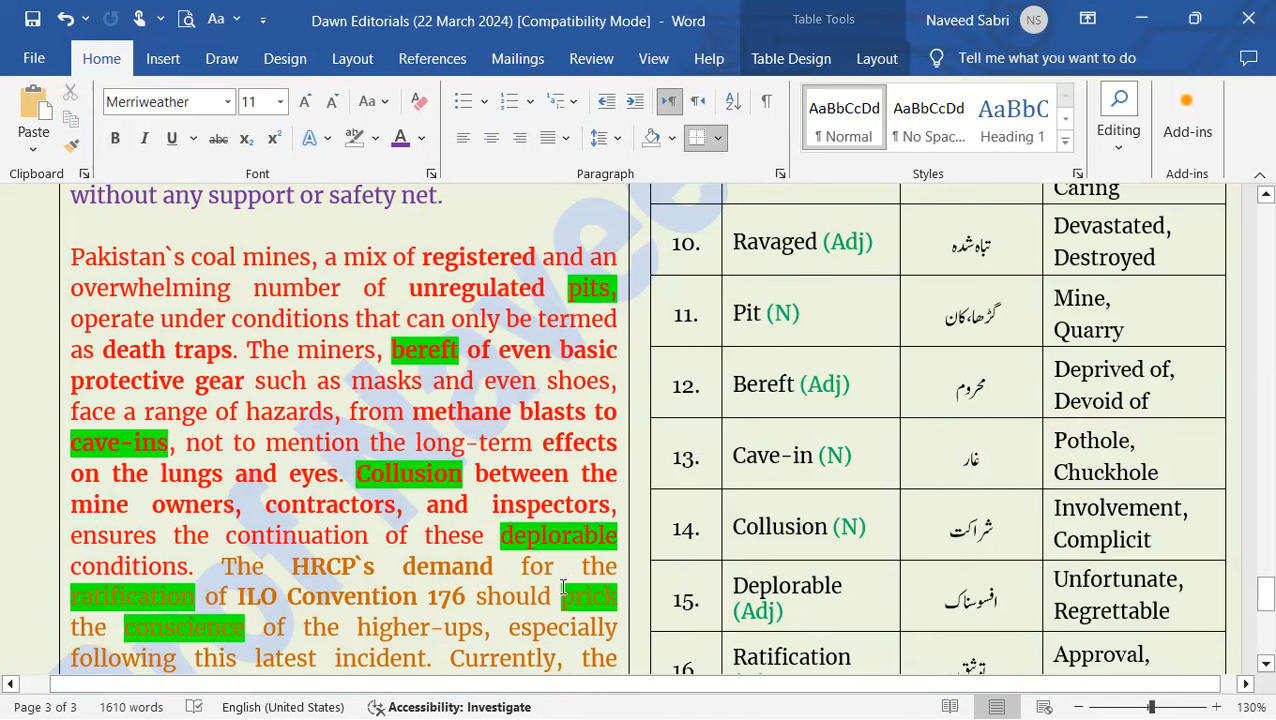 Dawn Editorials (22 March 2024) [Compatibility Mode] - Word
Table Tools
Naveed Sabri
NS
File Home Insert Draw Design Layout References Mailings Review View Help Table Design Layout Tell me what you want to do
Merriweather 11
Paste
Clipboard
Font
Paragraph
AaBbCcDd AaBbCcDd AaBbC
¶ Normal ¶ No Spac... Heading 1
Styles
Editing
Add-ins
Add-ins
without any support or safety net.
Pakistan`s coal mines, a mix of registered and an
overwhelming number of unregulated pits,
operate under conditions that can only be termed
as death traps. The miners, bereft of even basic
protective gear such as masks and even shoes,
face a range of hazards, from methane blasts to
cave-ins, not to mention the long-term effects
on the lungs and eyes. Collusion between the
mine owners, contractors, and inspectors,
ensures the continuation of these deplorable
conditions. The HRCP`s demand for the
ratification of ILO Convention 176 should prick
the conscience of the higher-ups, especially
following this latest incident. Currently, the
Caring
10. Ravaged (Adj) تباہ شدہ Devastated,
Destroyed
11. Pit (N) گڑھا،کان Mine,
Quarry
12. Bereft (Adj) محروم Deprived of,
Devoid of
13. Cave-in (N) غار Pothole,
Chuckhole
14. Collusion (N) شراکت Involvement,
Complicit
15. Deplorable
(Adj) افسوسناک Unfortunate,
Regrettable
16. Ratification توثیق Approval,
Prof of Naveed
Page 3 of 3 1610 words English (United States) Accessibility: Investigate 130%